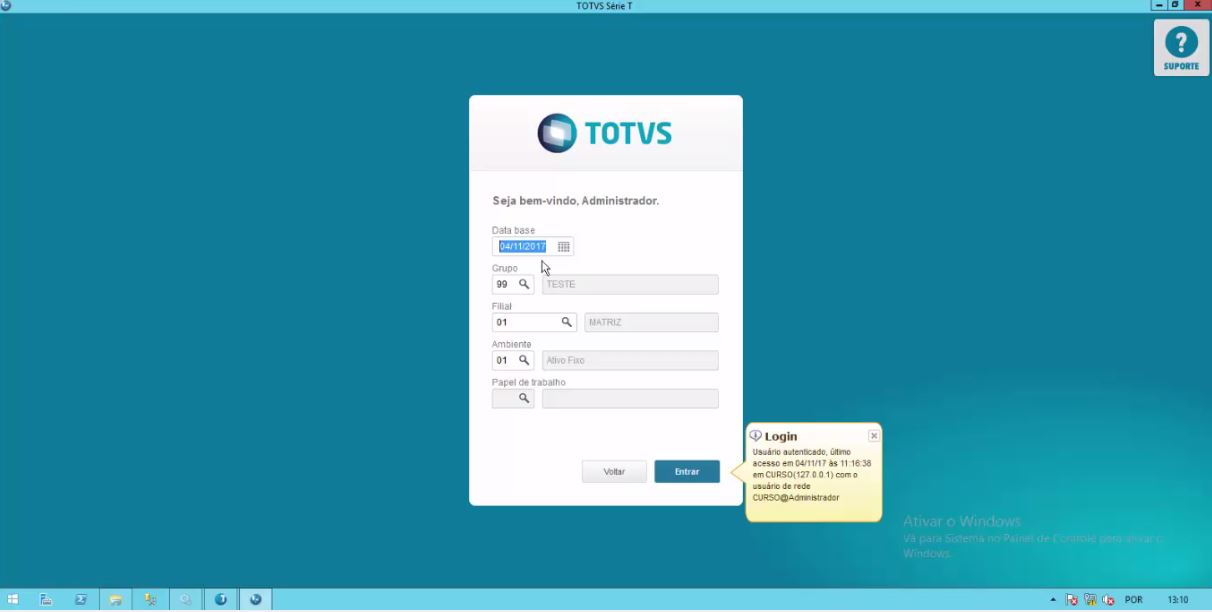 TOTVS Série T
?
SUPORTE
TOTVS
Seja bem-vindo, Administrador.
Data base
04/11/2017
Grupo
99 TESTE
Filial
01 MATRIZ
Ambiente
01 Ativo Fixo
Papel de trabalho
Voltar Entrar
Login
Usuário autenticado, último
acesso em 04/11/17 às 11:16:38
em CURSO(127.0.0.1) com o
usuário de rede
CURSO@Administrador
Ativar o Windows
Vá para Sistema no Painel de Controle para ativar o
Windows.
POR 13:10